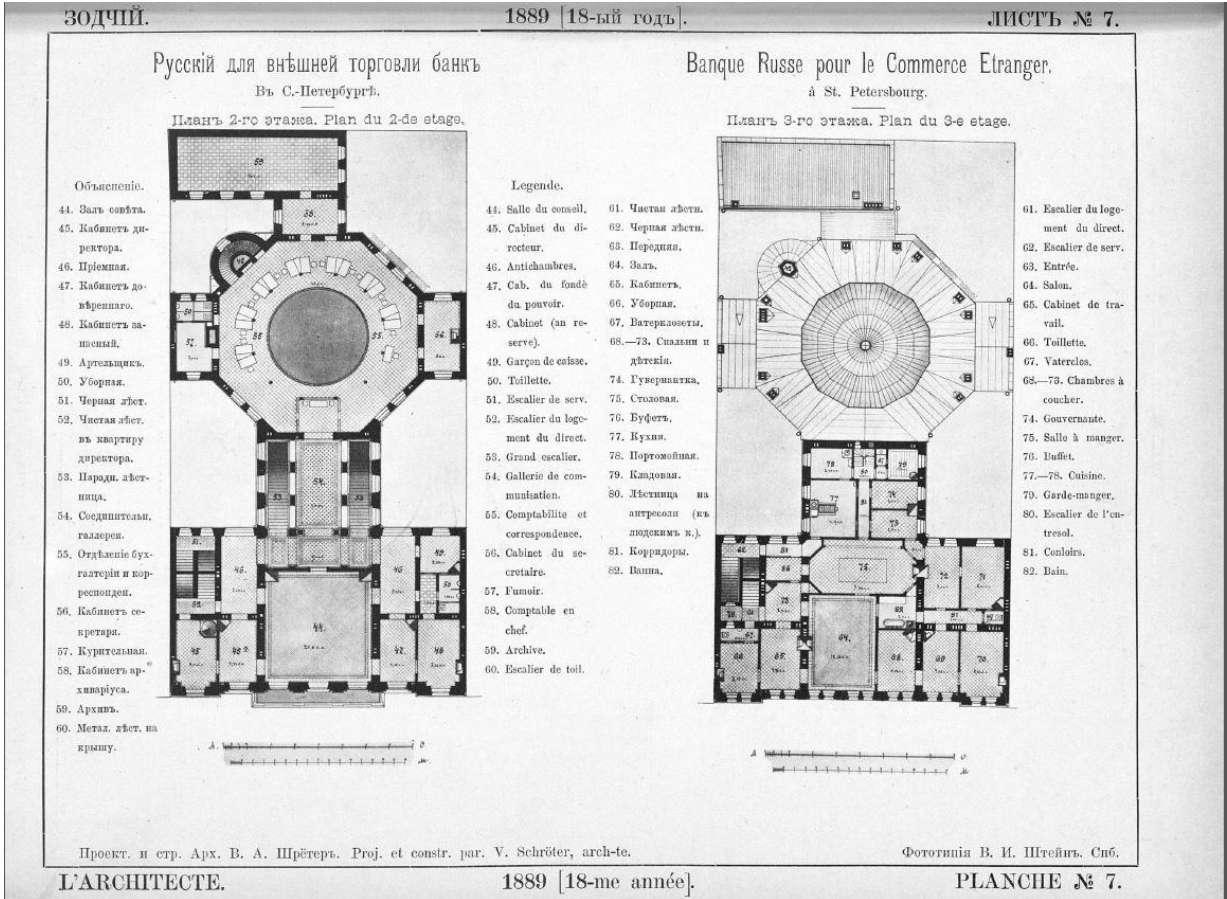 ЗОДЧІЙ.
1889 [18-ый годъ].
ЛИСТЪ № 7.
Русскій для внѣшней торговли банкъ
Въ С.-Петербургѣ.
Планъ 2-го этажа. Plan du 2-de etage.
Banque Russe pour le Commerce Etranger.
à St. Petersbourg.
Планъ 3-го этажа. Plan du 3-e etage.
Объясненіе.
44. Залъ совѣта.
45. Кабинетъ ди-
ректора.
46. Пріемная.
47. Кабинетъ до-
вѣреннаго.
48. Кабинетъ за-
пасный.
49. Артельщикъ.
50. Уборная.
51. Черная лѣст.
52. Чистая лѣст.
въ квартиру
директора.
53. Парадн. лѣст-
ница.
54. Соединительн.
галлерея.
55. Отдѣленіе бух-
галтеріи и кор-
респонден.
56. Кабинетъ се-
кретаря.
57. Курительная.
58. Кабинетъ ар-
хиваріуса.
59. Архивъ.
60. Метал. лѣст. на
крышу.
Legende.
44. Salle du conseil.
45. Cabinet du di-
recteur.
46. Antichambres.
47. Cab. du fondé
du pouvoir.
48. Cabinet (an re-
serve).
49. Garçon de caisse.
50. Toillette.
51. Escalier de serv.
52. Escalier du loge-
ment du direct.
53. Grand escalier.
54. Gallerie de com-
munisation.
55. Comptabilite et
correspondence.
56. Cabinet du se-
cretaire.
57. Fumoir.
58. Comptable en
chef.
59. Archive.
60. Escalier de toil.
61. Чистая лѣстн.
62. Черная лѣстн.
63. Передняя.
64. Залъ.
65. Кабинетъ.
66. Уборная.
67. Ватерклозеты.
68.—73. Спальни и
дѣтскія.
74. Гувернантка.
75. Столовая.
76. Буфетъ.
77. Кухня.
78. Портомойная.
79. Кладовая.
80. Лѣстница на
антресоли (къ
людскимъ к.).
81. Корридоры.
82. Ванна.
61. Escalier du loge-
ment du direct.
62. Escalier de serv.
63. Entrée.
64. Salon.
65. Cabinet de tra-
vail.
66. Toillette.
67. Vaterclos.
68.—73. Chambres à
coucher.
74. Gouvernante.
75. Salle à manger.
76. Buffet.
77.—78. Cuisine.
79. Garde-manger.
80. Escalier de l'en-
tresol.
81. Conloirs.
82. Bain.
Проект. и стр. Арх. В. А. Шрётеръ. Proj. et constr. par. V. Schröter, arch-te.
Фототипія В. И. Штейнъ. Спб.
L'ARCHITECTE.
1889 [18-me année].
PLANCHE № 7.